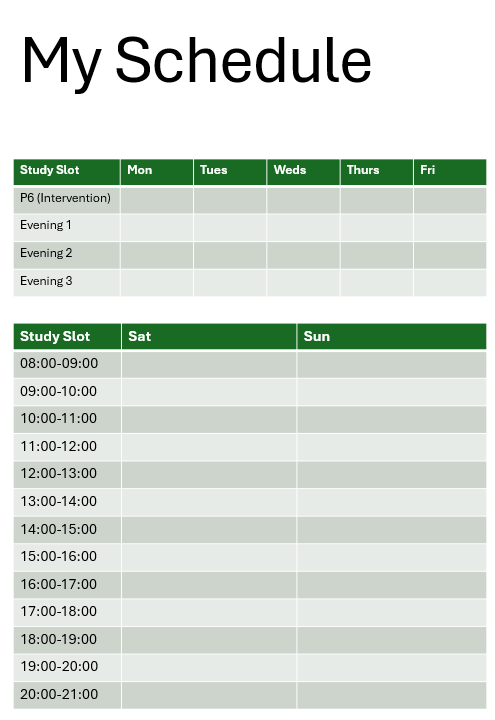 My Schedule
Study Slot Mon Tues Weds Thurs Fri
P6 (Intervention)
Evening 1
Evening 2
Evening 3
Study Slot Sat Sun
08:00-09:00
09:00-10:00
10:00-11:00
11:00-12:00
12:00-13:00
13:00-14:00
14:00-15:00
15:00-16:00
16:00-17:00
17:00-18:00
18:00-19:00
19:00-20:00
20:00-21:00